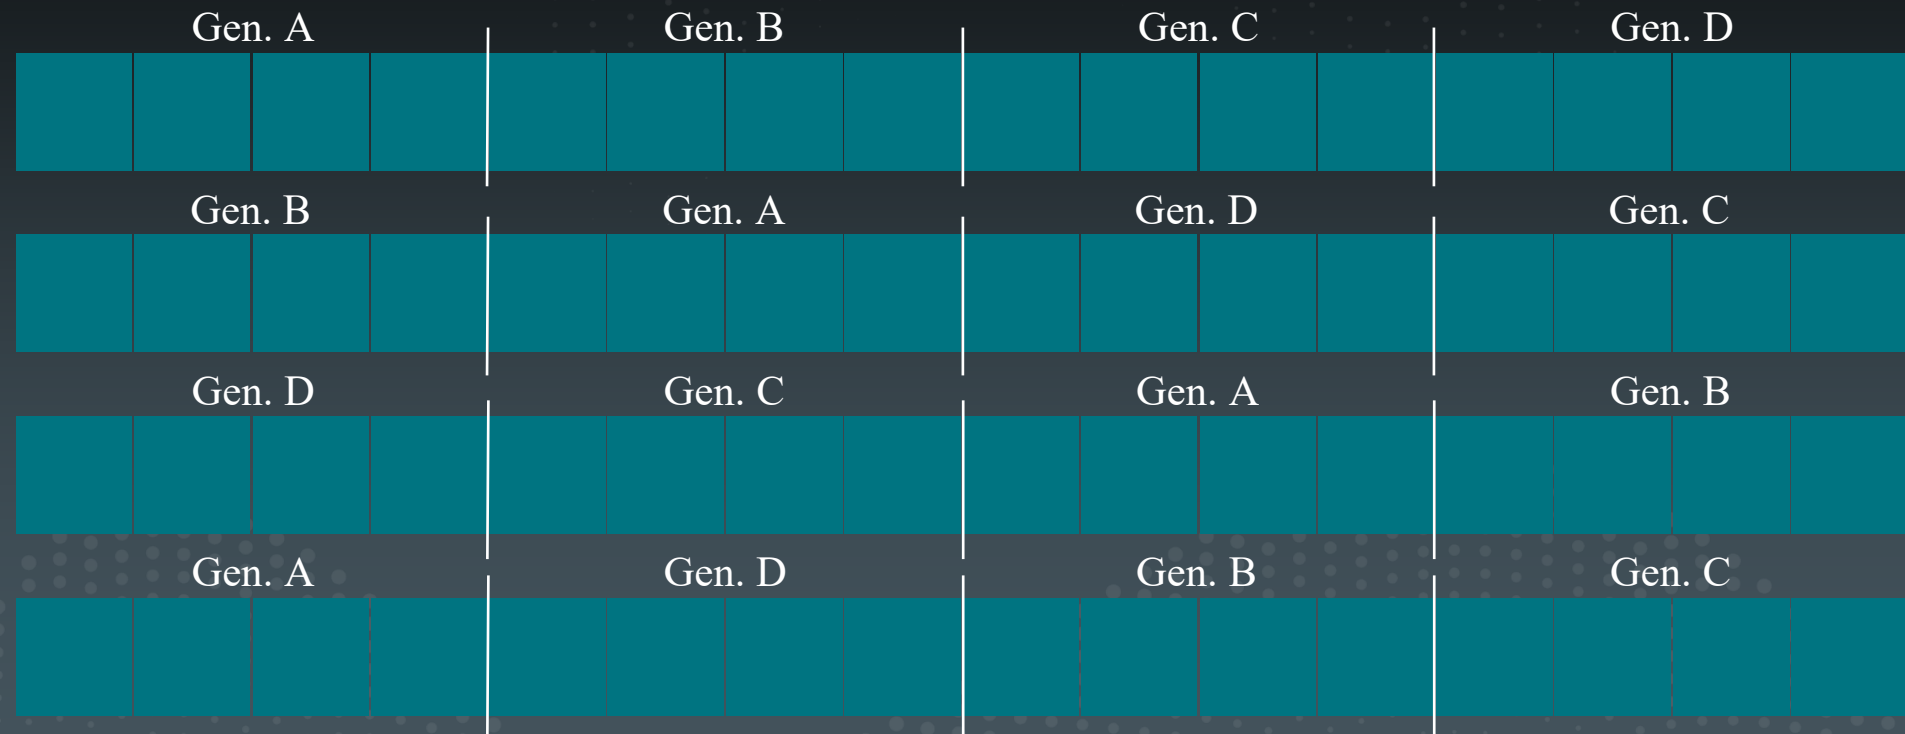 Gen. A Gen. B Gen. C Gen. D
Gen. B Gen. A Gen. D Gen. C
Gen. D Gen. C Gen. A Gen. B
Gen. A Gen. D Gen. B Gen. C